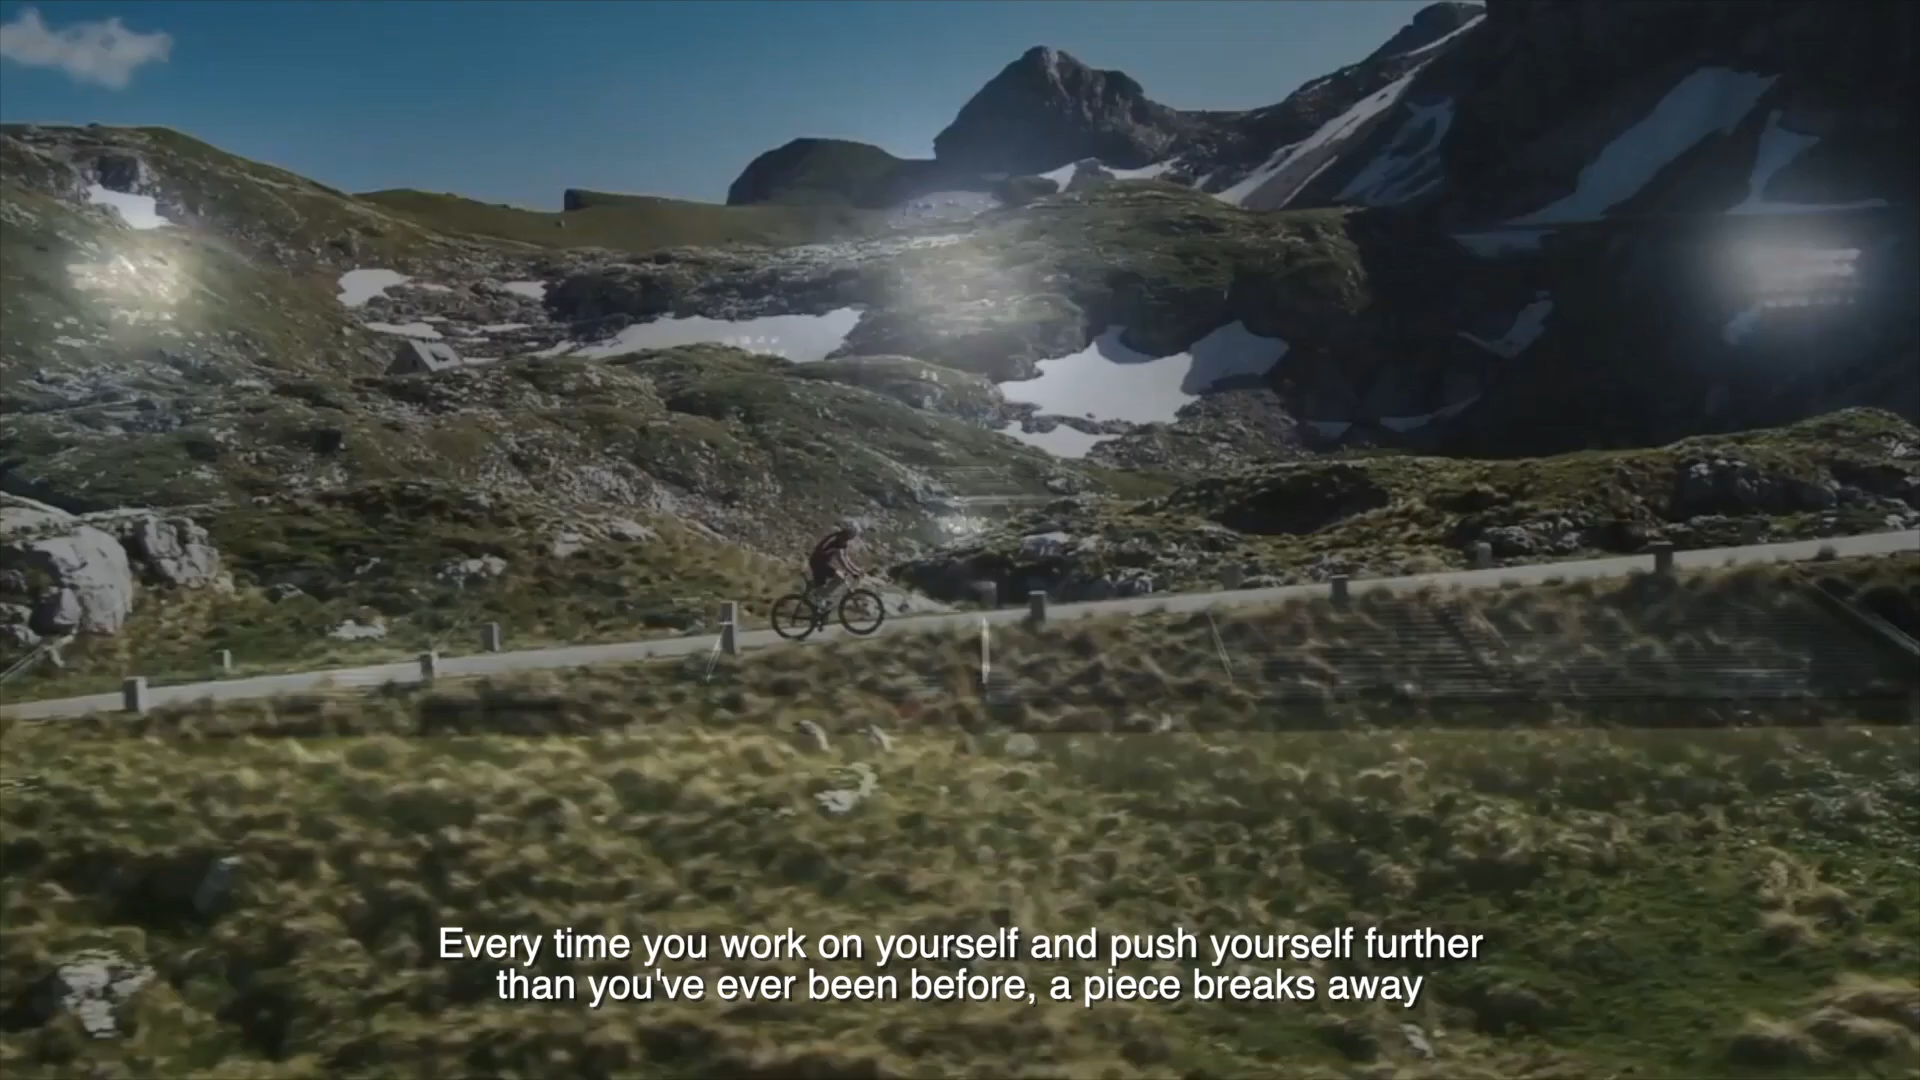 Every time you work on yourself and push yourself further
than you've ever been before, a piece breaks away